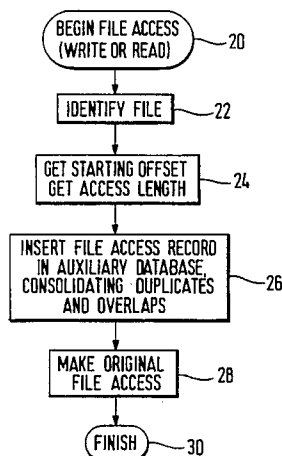 BEGIN FILE ACCESS
(WRITE OR READ)
20
IDENTIFY FILE
22
GET STARTING OFFSET
GET ACCESS LENGTH
24
INSERT FILE ACCESS RECORD
IN AUXILIARY DATABASE,
CONSOLIDATING DUPLICATES
AND OVERLAPS
26
MAKE ORIGINAL
FILE ACCESS
28
FINISH
30